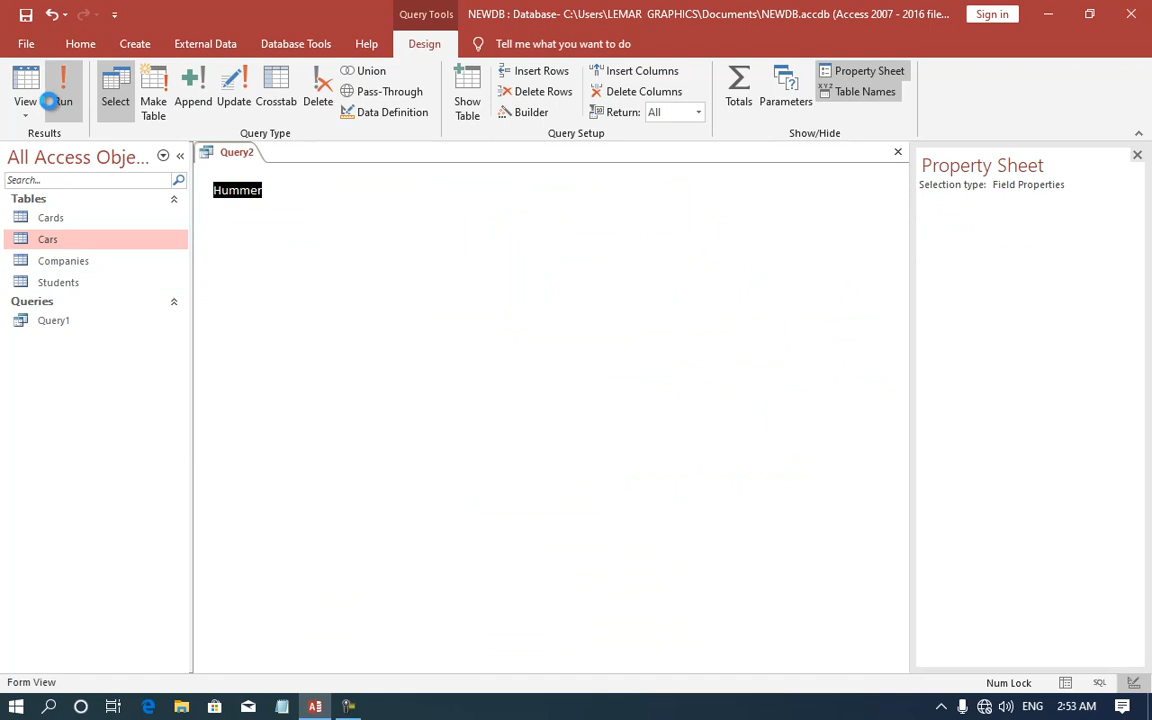 Query Tools
NEWDB : Database- C:\Users\LEMAR GRAPHICS\Documents\NEWDB.accdb (Access 2007 - 2016 file...
Sign in
File Home Create External Data Database Tools Help Design Tell me what you want to do
View
Run
Select
Make Table
Append
Update
Crosstab
Delete
Union
Pass-Through
Data Definition
Show Table
Insert Rows
Delete Rows
Builder
Insert Columns
Delete Columns
Return: All
Totals
Parameters
Property Sheet
XYZ Table Names
Results
Query Type
Query Setup
Show/Hide
All Access Obje...
Search...
Tables
Cards
Cars
Companies
Students
Queries
Query1
Query2
Hummer
Property Sheet
Selection type: Field Properties
Form View
Num Lock
SQL
ENG
2:53 AM